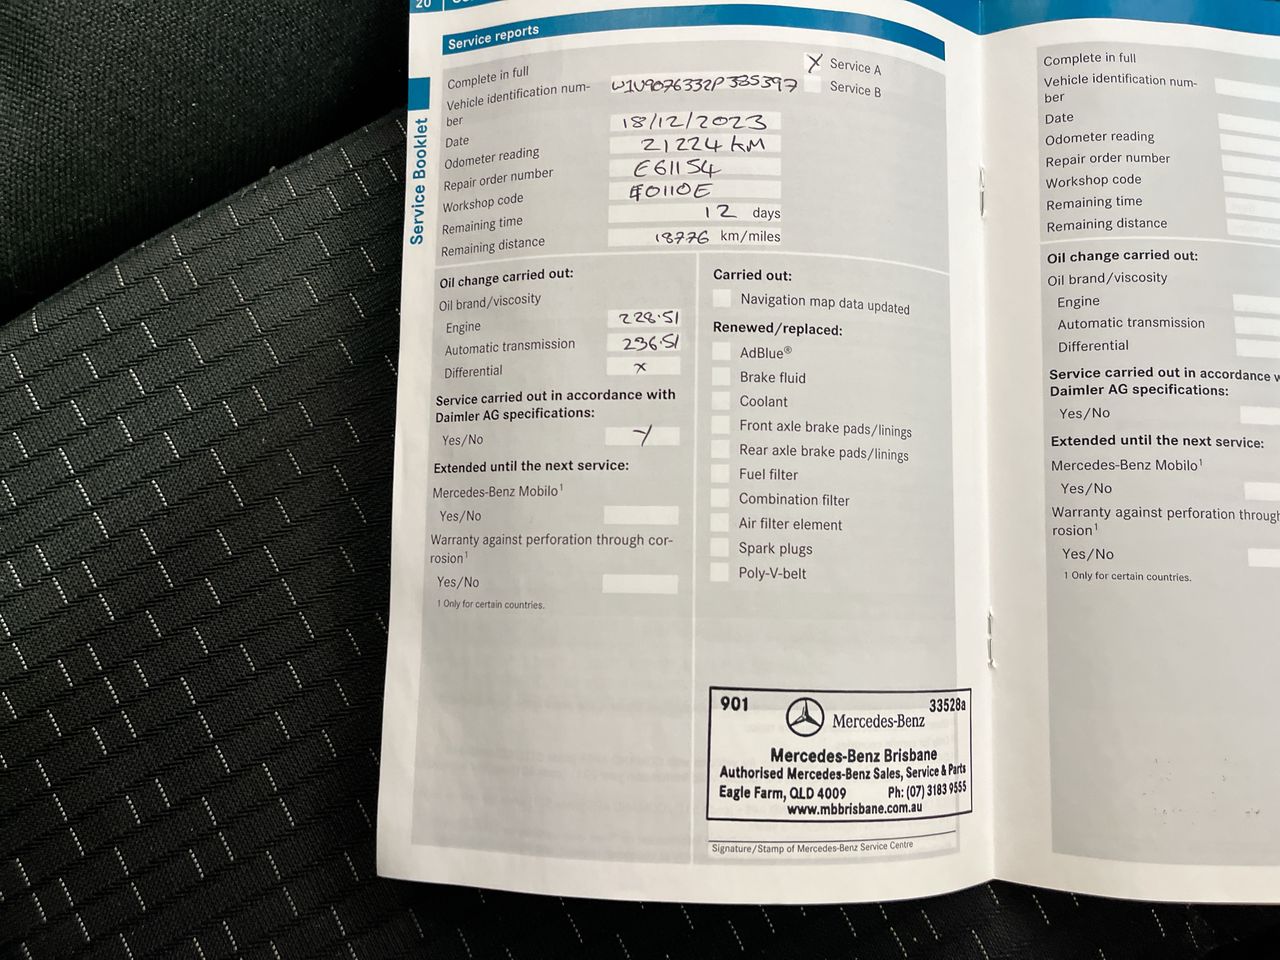 20
Service reports
Service Booklet
Complete in full
X Service A
Service B
Vehicle identification num-
ber
W1V9076332P385397
Date 18/12/2023
Odometer reading 21224 KM
Repair order number E61154
Workshop code
Remaining time 12 days
Remaining distance 18776 km/miles
Oil change carried out:
Oil brand/viscosity
Engine 228.51
Automatic transmission 236.51
Differential x
Service carried out in accordance with
Daimler AG specifications:
Yes/No Y
Extended until the next service:
Mercedes-Benz Mobilo1
Yes/No
Warranty against perforation through cor-
rosion1
Yes/No
1 Only for certain countries.
Carried out:
Navigation map data updated
Renewed/replaced:
AdBlue®
Brake fluid
Coolant
Front axle brake pads/linings
Rear axle brake pads/linings
Fuel filter
Combination filter
Air filter element
Spark plugs
Poly-V-belt
901 33528a
Mercedes-Benz
Mercedes-Benz Brisbane
Authorised Mercedes-Benz Sales, Service & Parts
Eagle Farm, QLD 4009 Ph: (07) 3183 9555
www.mbbrisbane.com.au
Signature/Stamp of Mercedes-Benz Service Centre
Complete in full
Vehicle identification num-
ber
Date
Odometer reading
Repair order number
Workshop code
Remaining time
Remaining distance
Oil change carried out:
Oil brand/viscosity
Engine
Automatic transmission
Differential
Service carried out in accordance w
Daimler AG specifications:
Yes/No
Extended until the next service:
Mercedes-Benz Mobilo1
Yes/No
Warranty against perforation through
rosion1
Yes/No
1 Only for certain countries.